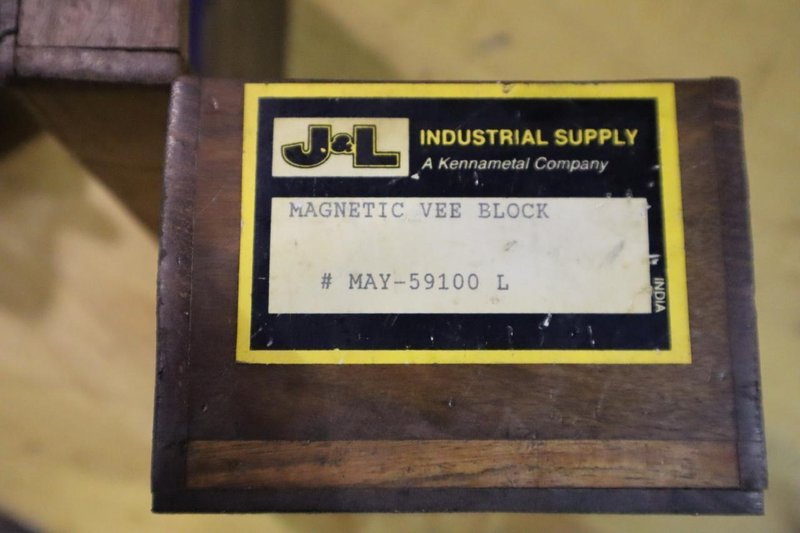 J&L
INDUSTRIAL SUPPLY
A Kennametal Company
MAGNETIC VEE BLOCK
# MAY-59100 L
INDIA